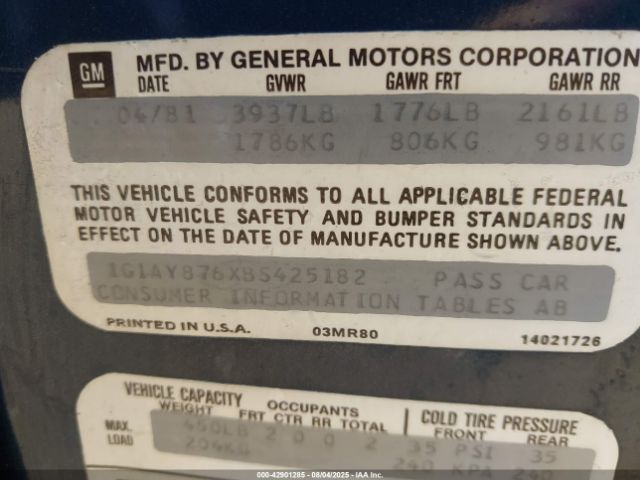 GM
MFD. BY GENERAL MOTORS CORPORATION
DATE GVWR GAWR FRT GAWR RR
04/81 3937LB 1776LB 2161LB
1786KG 806KG 981KG
THIS VEHICLE CONFORMS TO ALL APPLICABLE FEDERAL
MOTOR VEHICLE SAFETY AND BUMPER STANDARDS IN
EFFECT ON THE DATE OF MANUFACTURE SHOWN ABOVE.
1G1AY876XBS425182 PASS CAR
CONSUMER INFORMATION TABLES AB
PRINTED IN U.S.A. 03MR80 14021726
VEHICLE CAPACITY OCCUPANTS COLD TIRE PRESSURE
WEIGHT FRT CTR RR TOTAL FRONT REAR
MAX. LOAD 450LB 2 0 0 2 35 PSI 35
204KG 240 KPA 240
000-42901285 - 08/04/2025 - IAAI.com